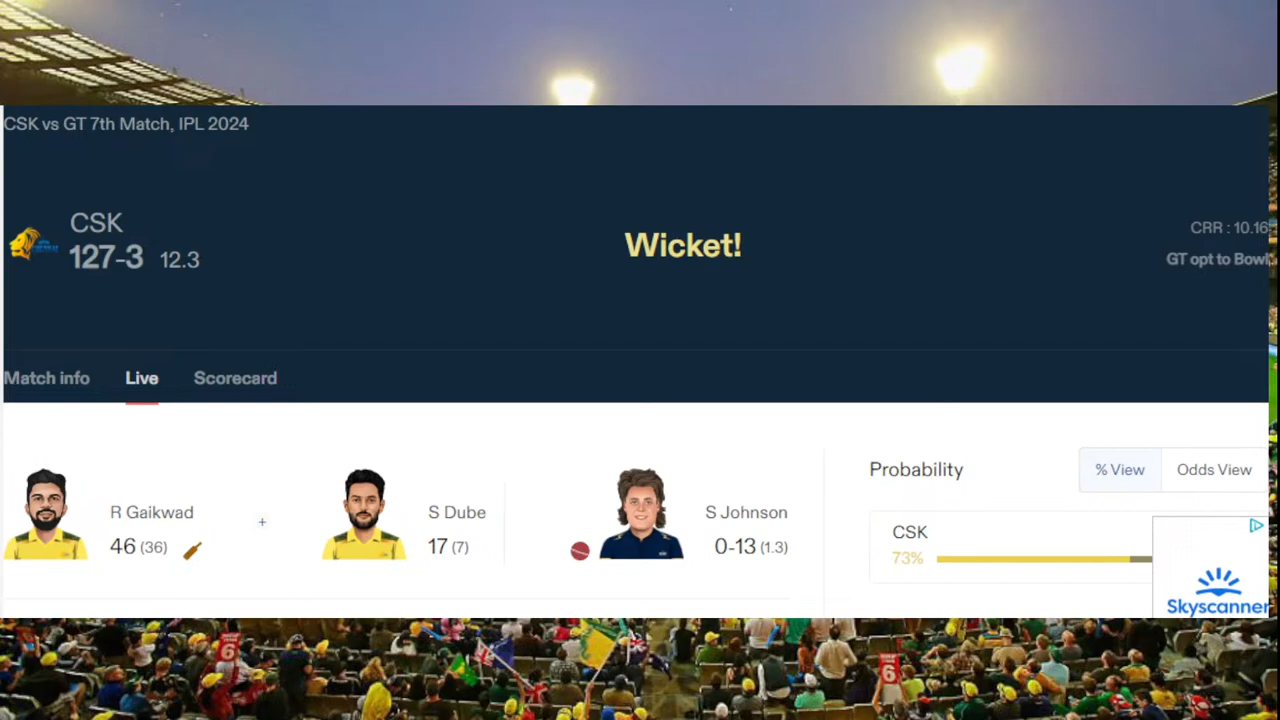 CSK vs GT 7th Match, IPL 2024
CSK
127-3 12.3
Wicket!
CRR : 10.16
GT opt to Bowl
Match info Live Scorecard
R Gaikwad
46 (36)
+
S Dube
17 (7)
S Johnson
0-13 (1.3)
Probability
% View Odds View
CSK
73%
Skyscanner
6
6